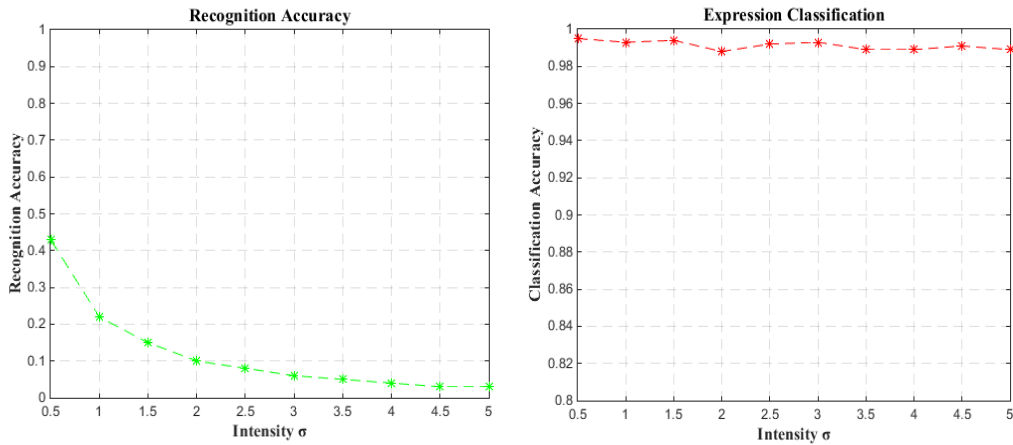 Recognition Accuracy
1
0.9
0.8
0.7
0.6
0.5
0.4
0.3
0.2
0.1
0
Recognition Accuracy
0.5 1 1.5 2 2.5 3 3.5 4 4.5 5
Intensity σ
Expression Classification
1
0.98
0.96
0.94
0.92
0.9
0.88
0.86
0.84
0.82
0.8
Classification Accuracy
0.5 1 1.5 2 2.5 3 3.5 4 4.5 5
Intensity σ